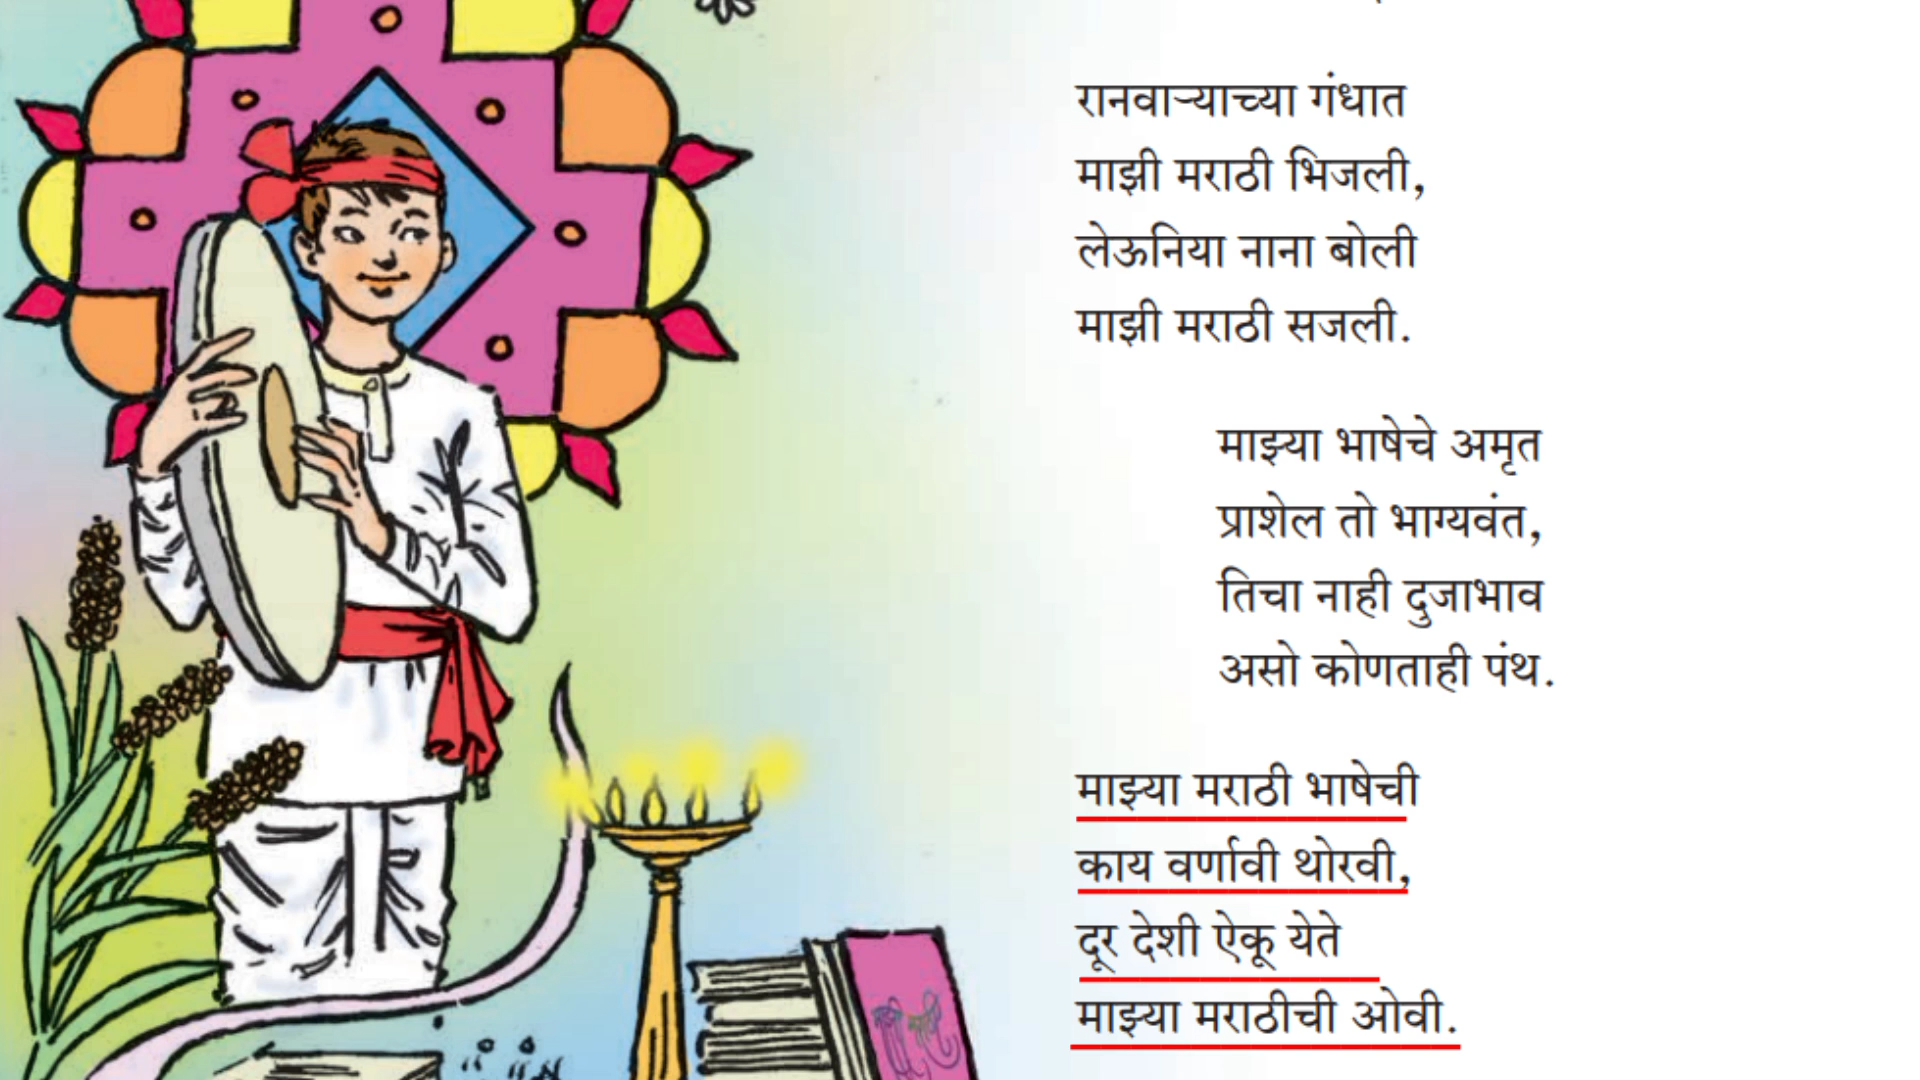 रानवाऱ्याच्या गंधात
माझी मराठी भिजली,
लेऊनिया नाना बोली
माझी मराठी सजली.
माझ्या भाषेचे अमृत
प्राशेल तो भाग्यवंत,
तिचा नाही दुजाभाव
असो कोणताही पंथ.
माझ्या मराठी भाषेची
काय वर्णावी थोरवी,
दूर देशी ऐकू येते
माझ्या मराठीची ओवी.